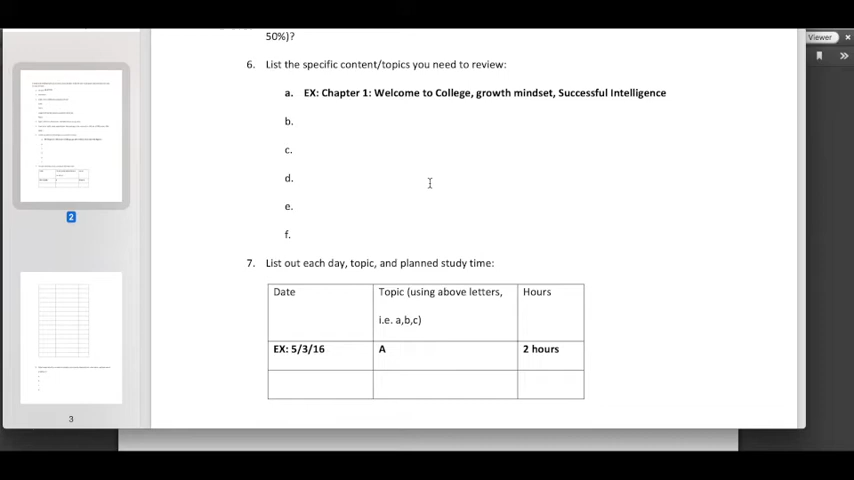 50%)?
Viewer
6. List the specific content/topics you need to review:
a. EX: Chapter 1: Welcome to College, growth mindset, Successful Intelligence
b.
c.
d.
e.
f.
2
7. List out each day, topic, and planned study time:
Date
Topic (using above letters,
i.e. a,b,c)
Hours
EX: 5/3/16
A
2 hours
3